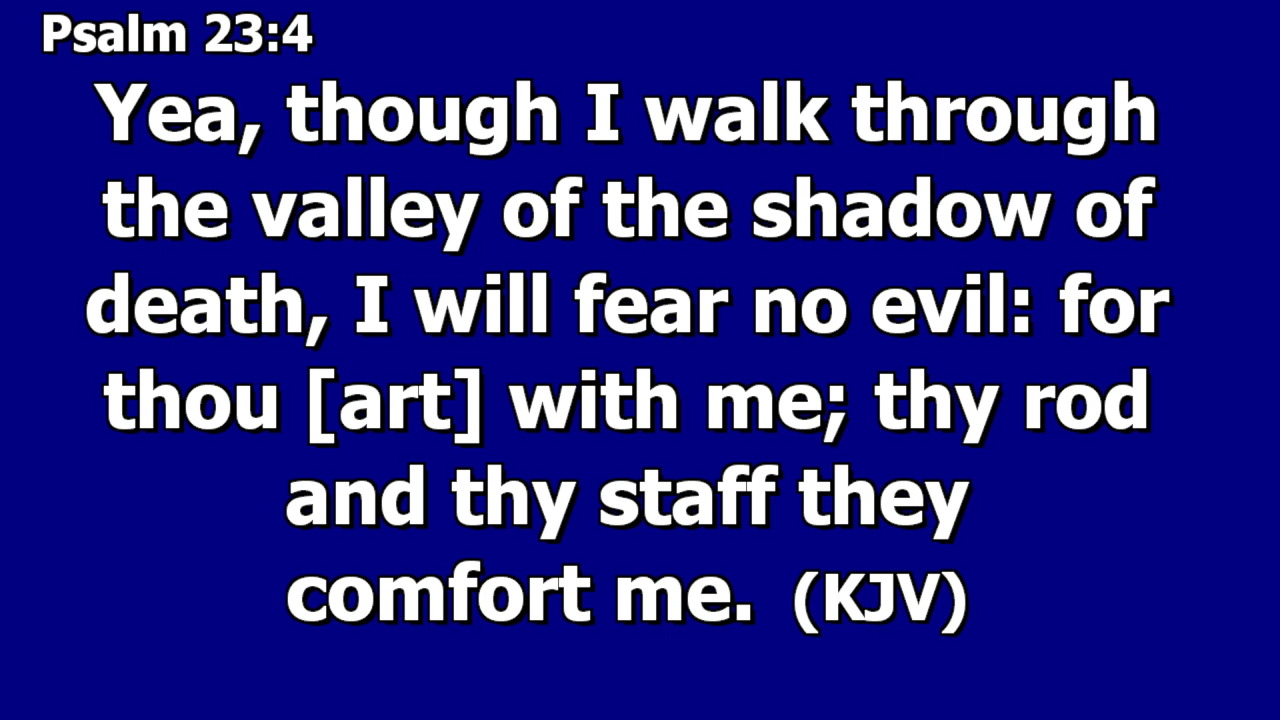 Psalm 23:4
Yea, though I walk through
the valley of the shadow of
death, I will fear no evil: for
thou [art] with me; thy rod
and thy staff they
comfort me. (KJV)